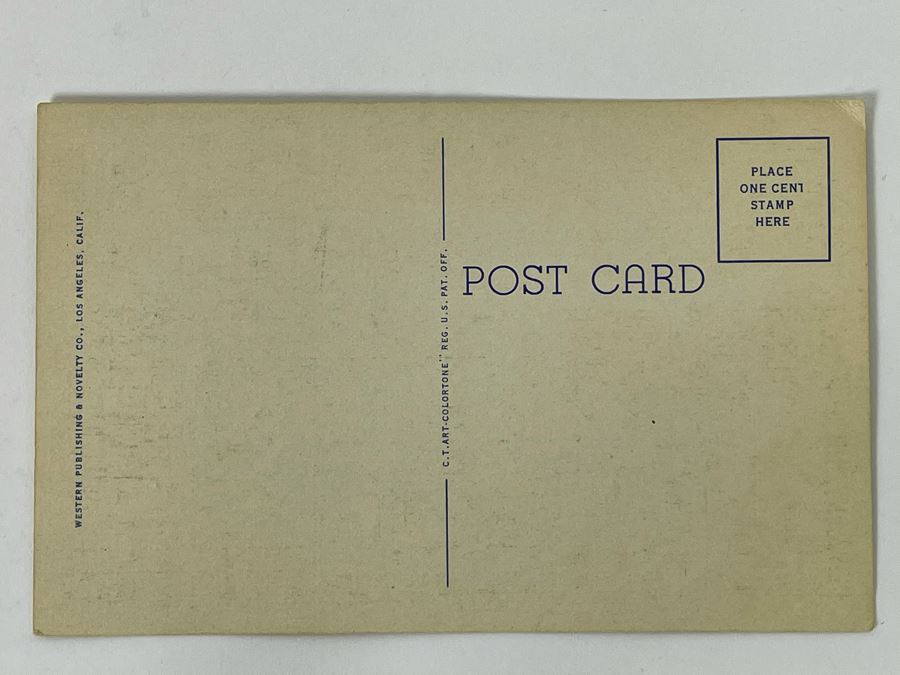 WESTERN PUBLISHING & NOVELTY CO., LOS ANGELES, CALIF.
C.T.ART-COLORTONE" REG. U.S. PAT. OFF.
POST CARD
PLACE
ONE CENT
STAMP
HERE